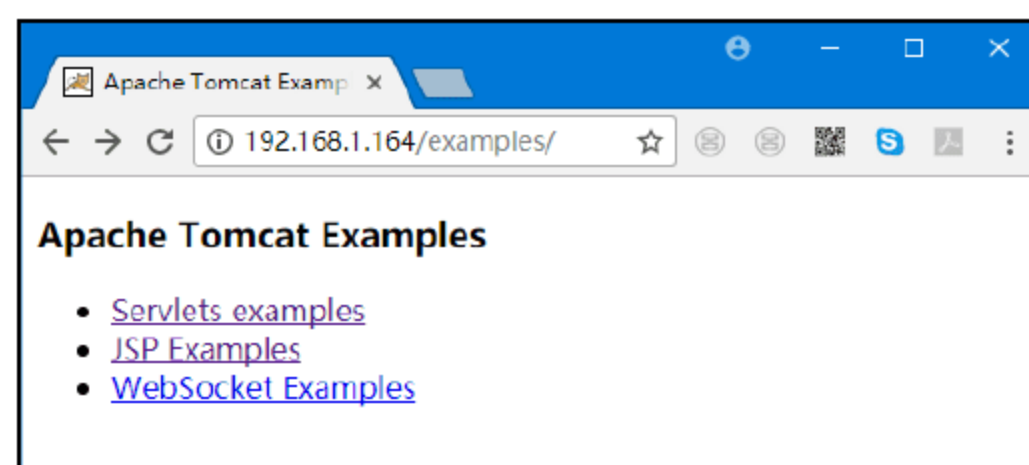 Apache Tomcat Examp
192.168.1.164/examples/
Apache Tomcat Examples
Servlets examples
JSP Examples
WebSocket Examples